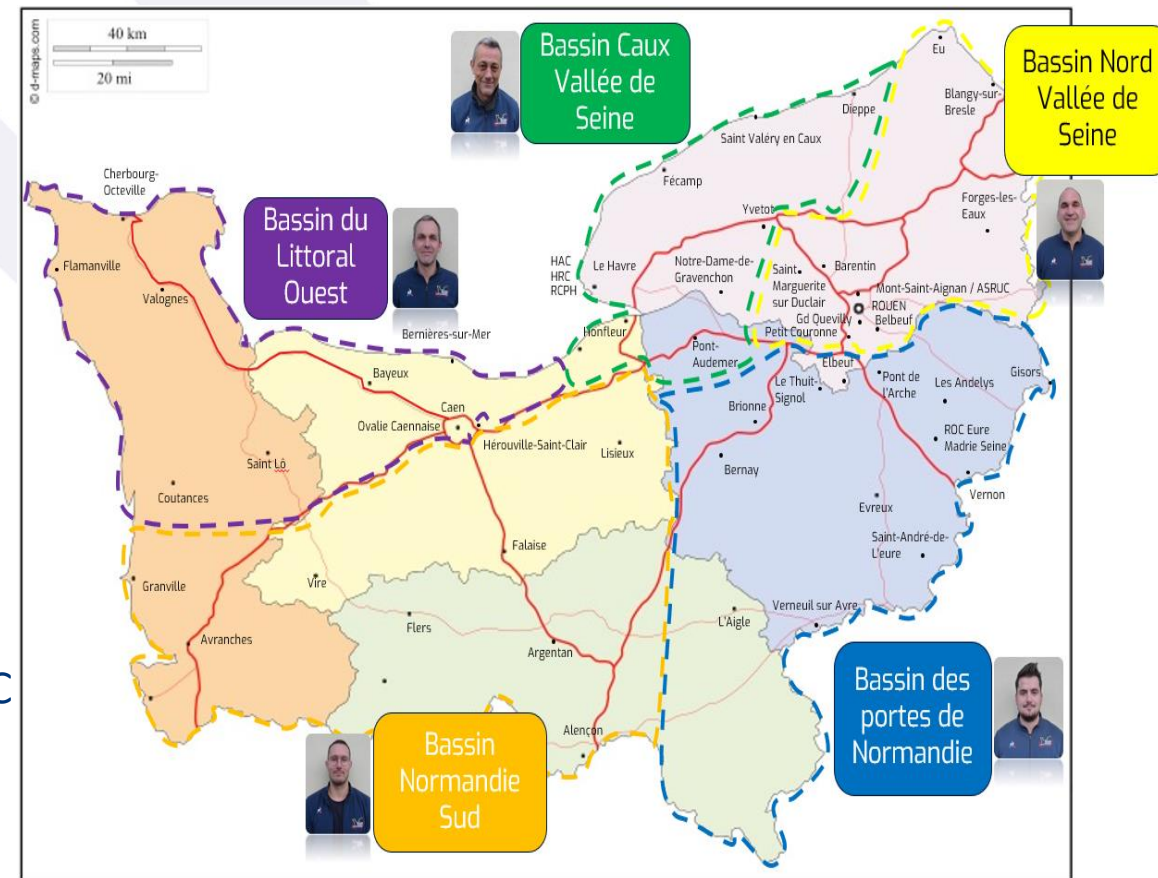 © d-maps.com
40 km
20 mi
Bassin Caux
Vallée de
Seine
Bassin Nord
Vallée de
Seine
Eu
Blangy-sur-
Bresle
Dieppe
Saint Valéry en Caux
Fécamp
Cherbourg-
Octeville
Bassin du
Littoral
Ouest
Flamanville
Valognes
Yvetot
Forges-les-
Eaux
HAC
HRC
RCPH
Le Havre
Notre-Dame-de-
Gravenchon
Saint
Marguerite
sur Duclair
Barentin
Mont-Saint-Aignan / ASRUC
ROUEN
Gd Quevilly
Belbeuf
Petit Couronne
Bernières-sur-Mer
Honfleur
Pont-
Audemer
Elbeuf
Bayeux
Caen
Ovalie Caennaise
Hérouville-Saint-Clair
Lisieux
Brionne
Le Thuit-
Signol
Pont de
l'Arche
Les Andelys
Gisors
ROC Eure
Madrie Seine
Bernay
Vernon
Saint Lô
Coutances
Evreux
Saint-André-de-
L'eure
Falaise
Vire
Granville
Flers
L'Aigle
Verneuil sur Avre
Avranches
Argentan
C
Alençon
Bassin
Normandie
Sud
Bassin des
portes de
Normandie